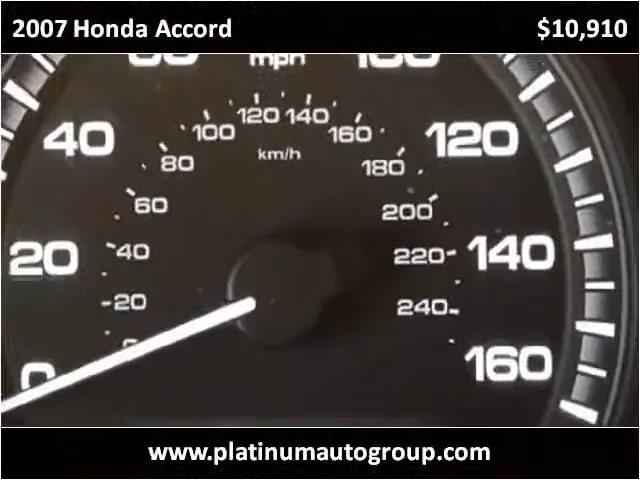 2007 Honda Accord $10,910
mph
40 120
120 140
100 160
km/h
80 180
60 200
20 40 220 140
20 240
0 160
www.platinumautogroup.com